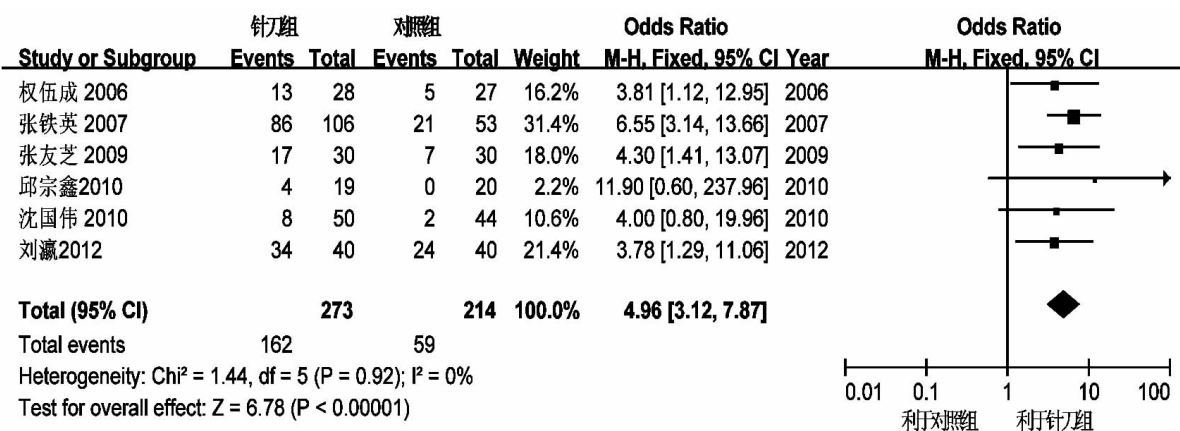 针刀组 对照组 Odds Ratio Odds Ratio
Study or Subgroup Events Total Events Total Weight M-H, Fixed, 95% CI Year M-H, Fixed, 95% CI
权伍成 2006 13 28 5 27 16.2% 3.81 [1.12, 12.95] 2006
张铁英 2007 86 106 21 53 31.4% 6.55 [3.14, 13.66] 2007
张友芝 2009 17 30 7 30 18.0% 4.30 [1.41, 13.07] 2009
邱宗鑫2010 4 19 0 20 2.2% 11.90 [0.60, 237.96] 2010
沈国伟 2010 8 50 2 44 10.6% 4.00 [0.80, 19.96] 2010
刘瀛2012 34 40 24 40 21.4% 3.78 [1.29, 11.06] 2012
Total (95% CI) 273 214 100.0% 4.96 [3.12, 7.87]
Total events 162 59
Heterogeneity: Chi² = 1.44, df = 5 (P = 0.92); I² = 0%
Test for overall effect: Z = 6.78 (P < 0.00001)
0.01 0.1 1 10 100
利于对照组 利于针刀组